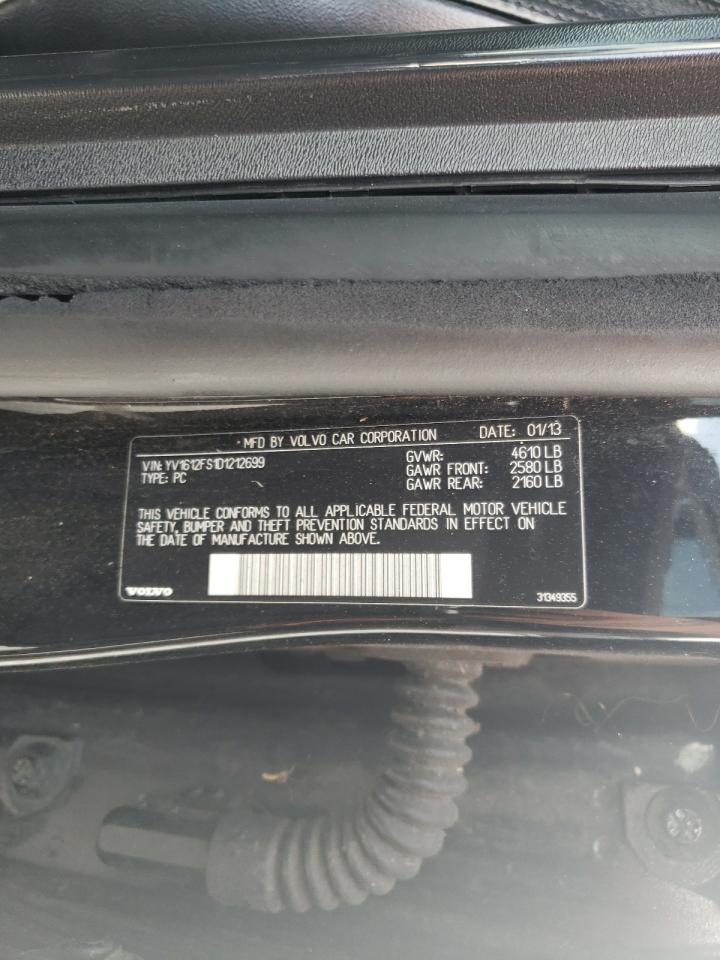 MFD BY VOLVO CAR CORPORATION DATE: 01/13
VIN: YV1612FS1D1212699 GVWR: 4610 LB
TYPE: PC GAWR FRONT: 2580 LB
GAWR REAR: 2160 LB
THIS VEHICLE CONFORMS TO ALL APPLICABLE FEDERAL MOTOR VEHICLE
SAFETY, BUMPER AND THEFT PREVENTION STANDARDS IN EFFECT ON
THE DATE OF MANUFACTURE SHOWN ABOVE.
VOLVO 31349355